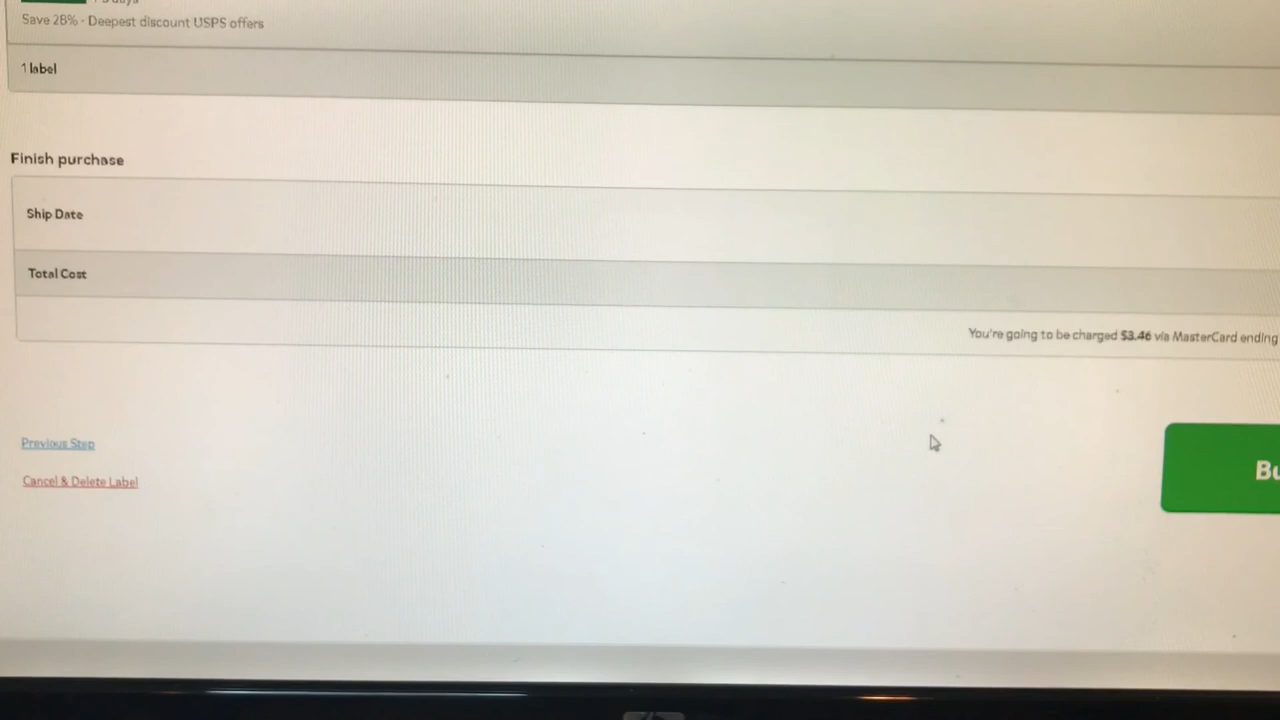 Save 28% - Deepest discount USPS offers
1 label
Finish purchase
Ship Date
Total Cost
You're going to be charged $3.46 via MasterCard ending
Previous Step
Cancel & Delete Label